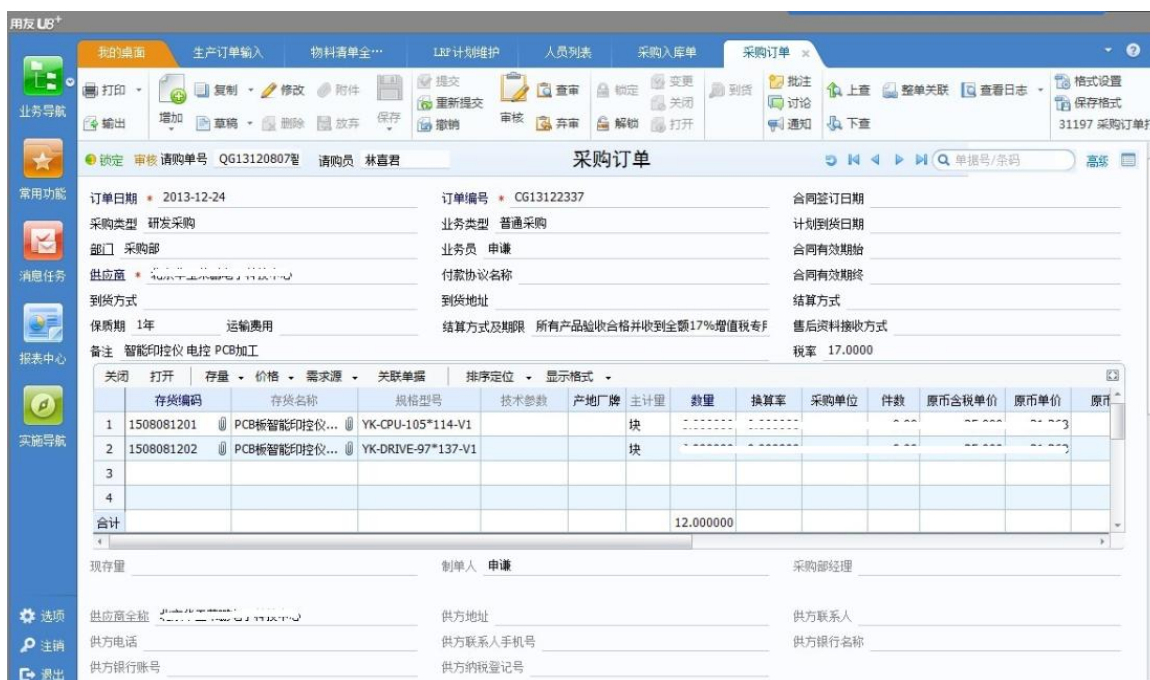 用友 U8+
我的桌面 生产订单输入 物料清单全… LRP计划维护 人员列表 采购入库单 采购订单
业务导航
常用功能
消息任务
报表中心
实施导航
选项
注销
退出
打印 增加 复制 修改 附件 保存 提交 审核 查审 锁定 变更 到货 批注 上查 整单关联 查看日志 格式设置
重新提交 关闭 讨论 保存格式
输出 草稿 删除 放弃 撤销 弃审 解锁 打开 通知 下查 31197 采购订单打
锁定 审核 请购单号 QG13120807智 请购员 林喜君 采购订单 单据号/条码 高级
订单日期 * 2013-12-24 订单编号 * CG13122337 合同签订日期
采购类型 研发采购 业务类型 普通采购 计划到货日期
部门 采购部 业务员 申谦 合同有效期始
供应商 * 付款协议名称 合同有效期终
到货方式 到货地址 结算方式
保质期 1年 运输费用 结算方式及期限 所有产品验收合格并收到全额17%增值税专 售后资料接收方式
备注 智能印控仪 电控 PCB加工 税率 17.0000
关闭 打开 存量 价格 需求源 关联单据 排序定位 显示格式
存货编码 存货名称 规格型号 技术参数 产地厂牌 主计量 数量 换算率 采购单位 件数 原币含税单价 原币单价 原币
1 1508081201 PCB板智能印控仪... YK-CPU-105*114-V1 块
2 1508081202 PCB板智能印控仪... YK-DRIVE-97*137-V1 块
3
4
合计 12.000000
现存量 制单人 申谦 采购部经理
供应商全称 供方地址 供方联系人
供方电话 供方联系人手机号 供方银行名称
供方银行账号 供方纳税登记号